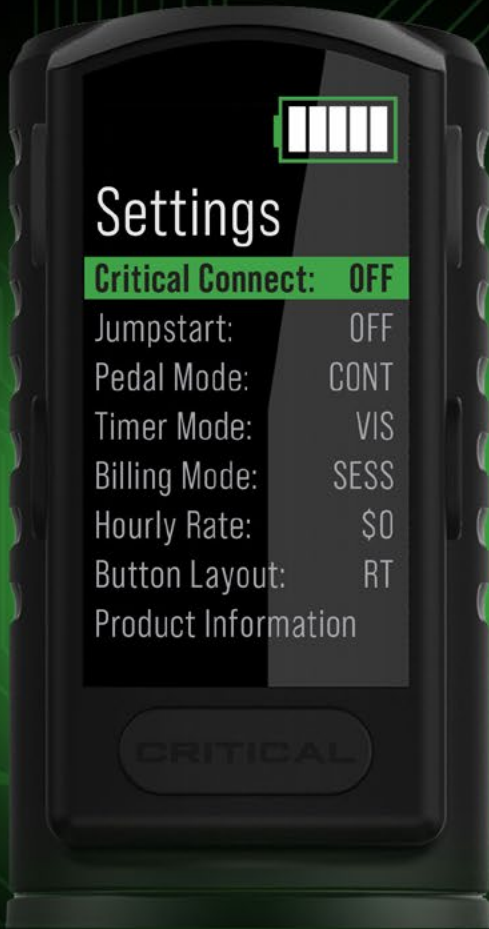 Settings
Critical Connect: OFF
Jumpstart: OFF
Pedal Mode: CONT
Timer Mode: VIS
Billing Mode: SESS
Hourly Rate: $0
Button Layout: RT
Product Information
CRITICAL